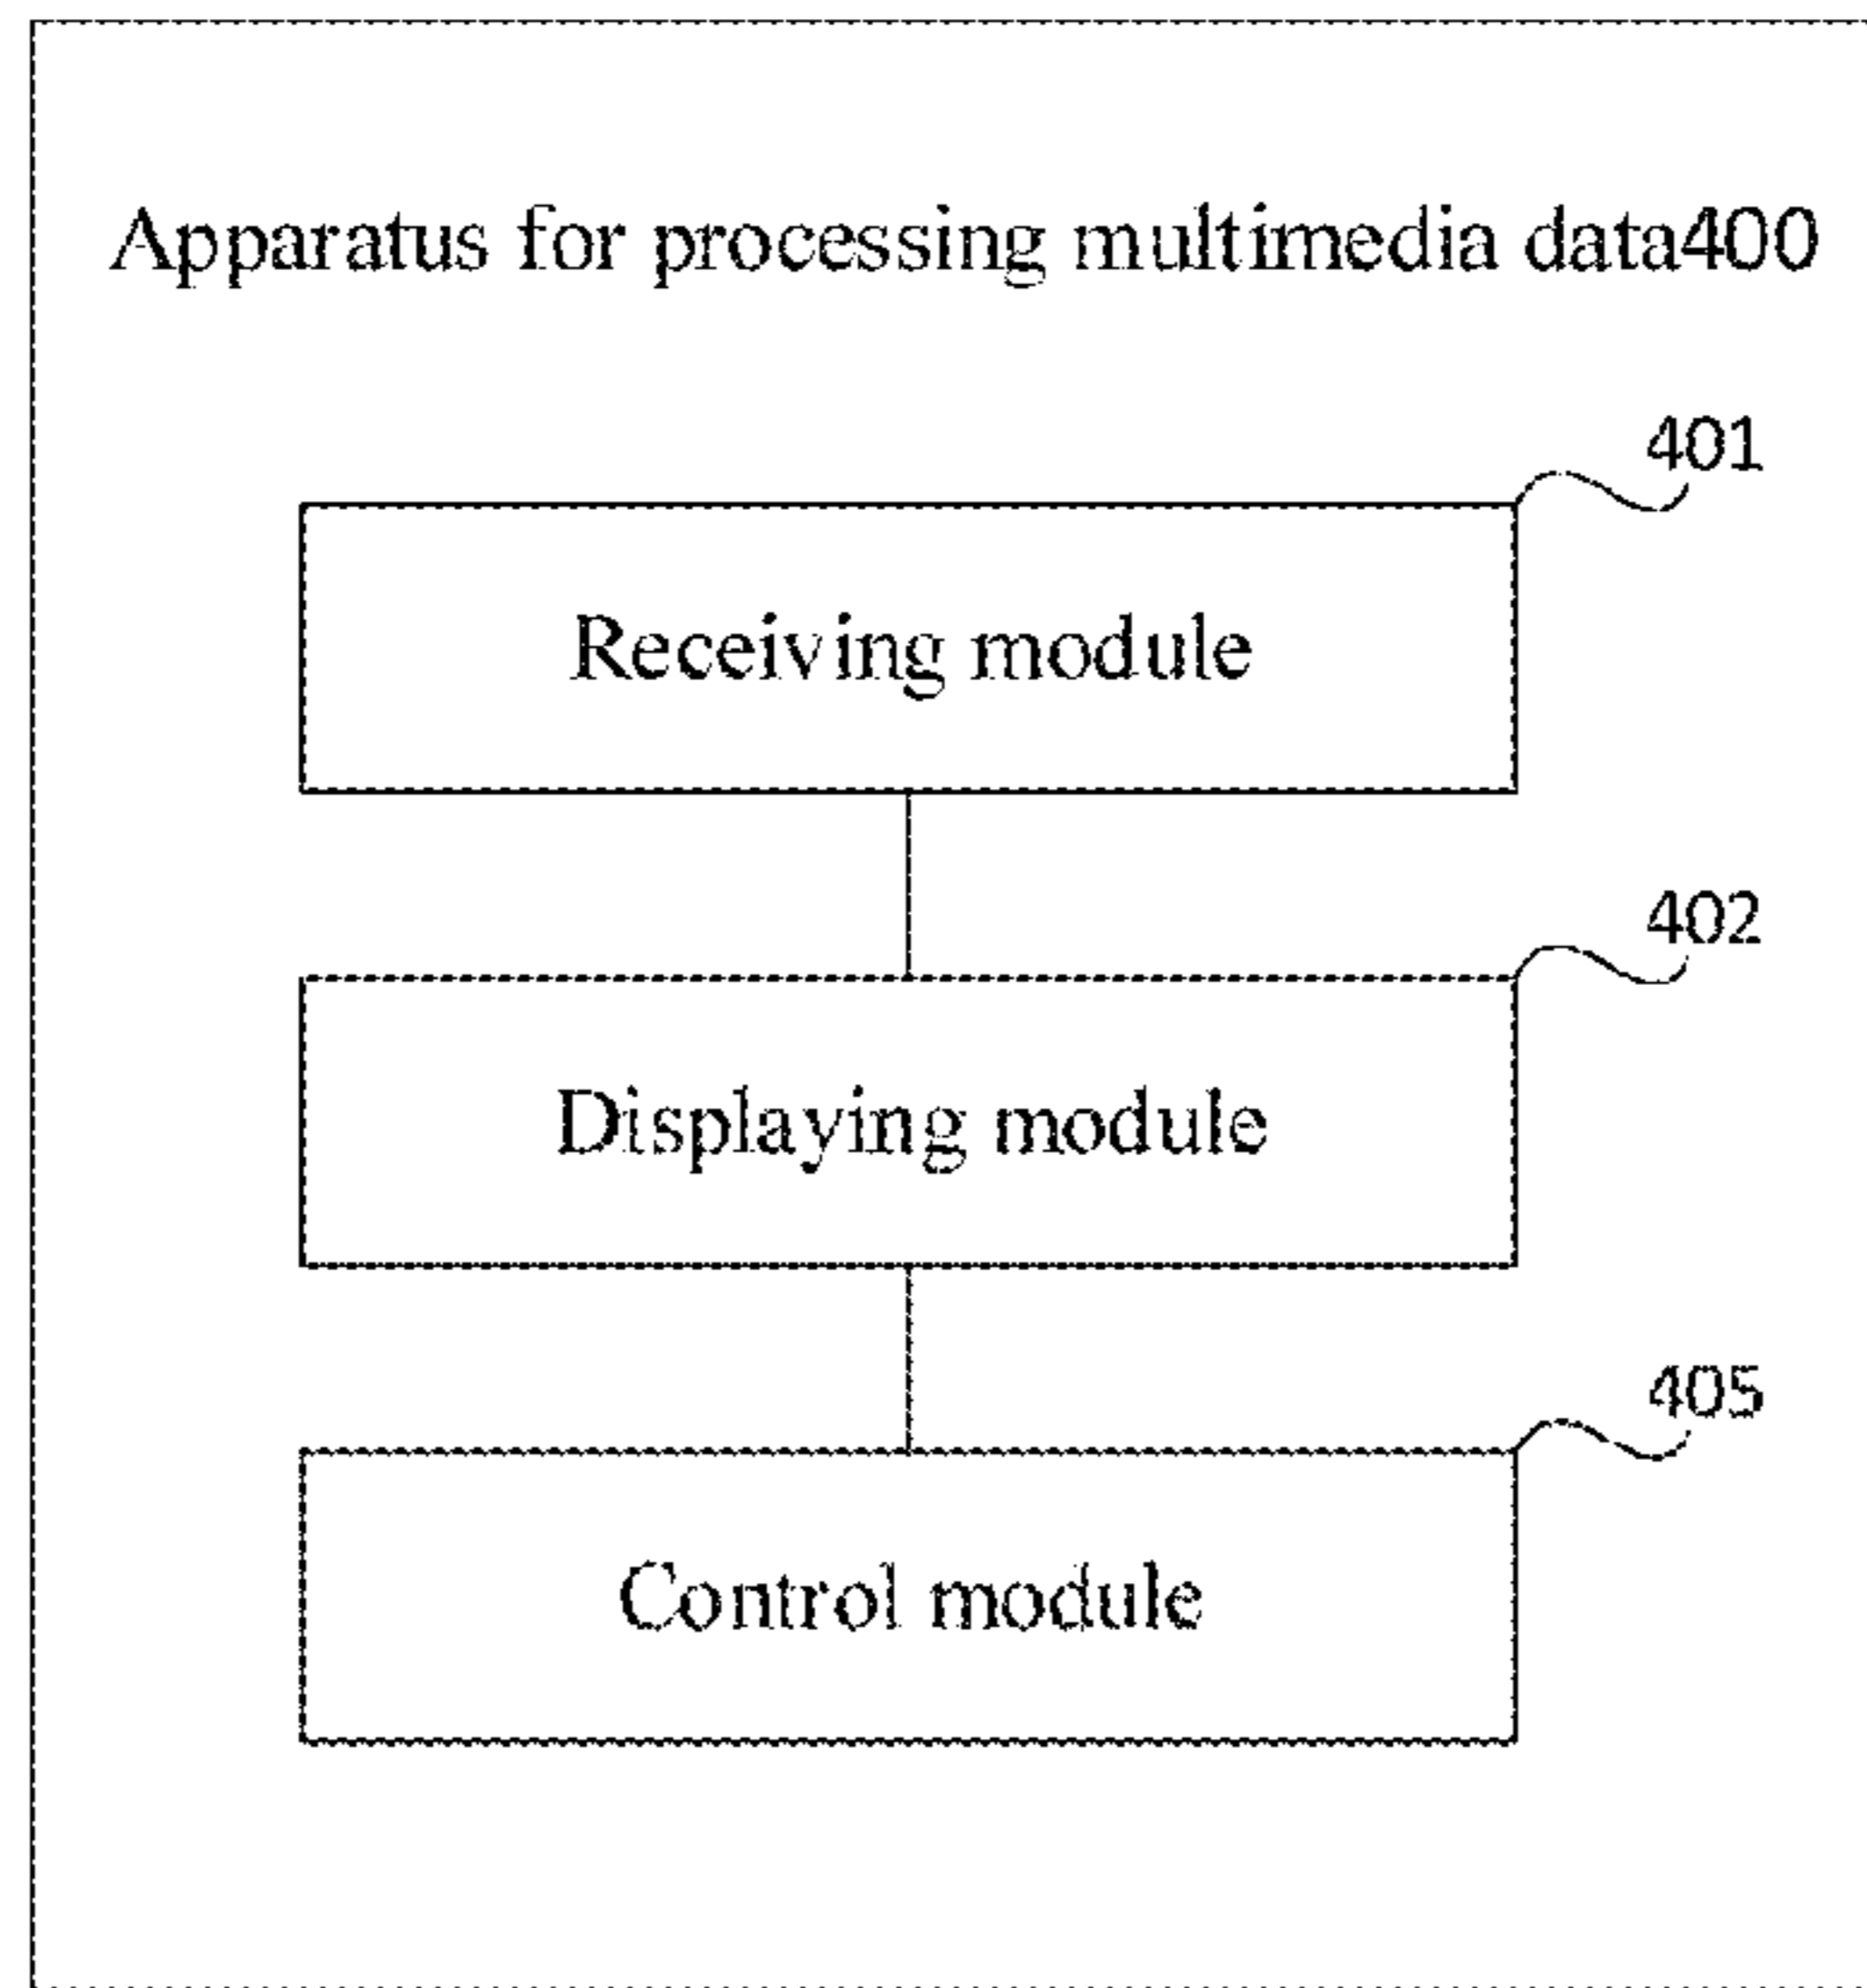 Apparatus for processing multimedia data400
401
Receiving module
402
Displaying module
405
Control module